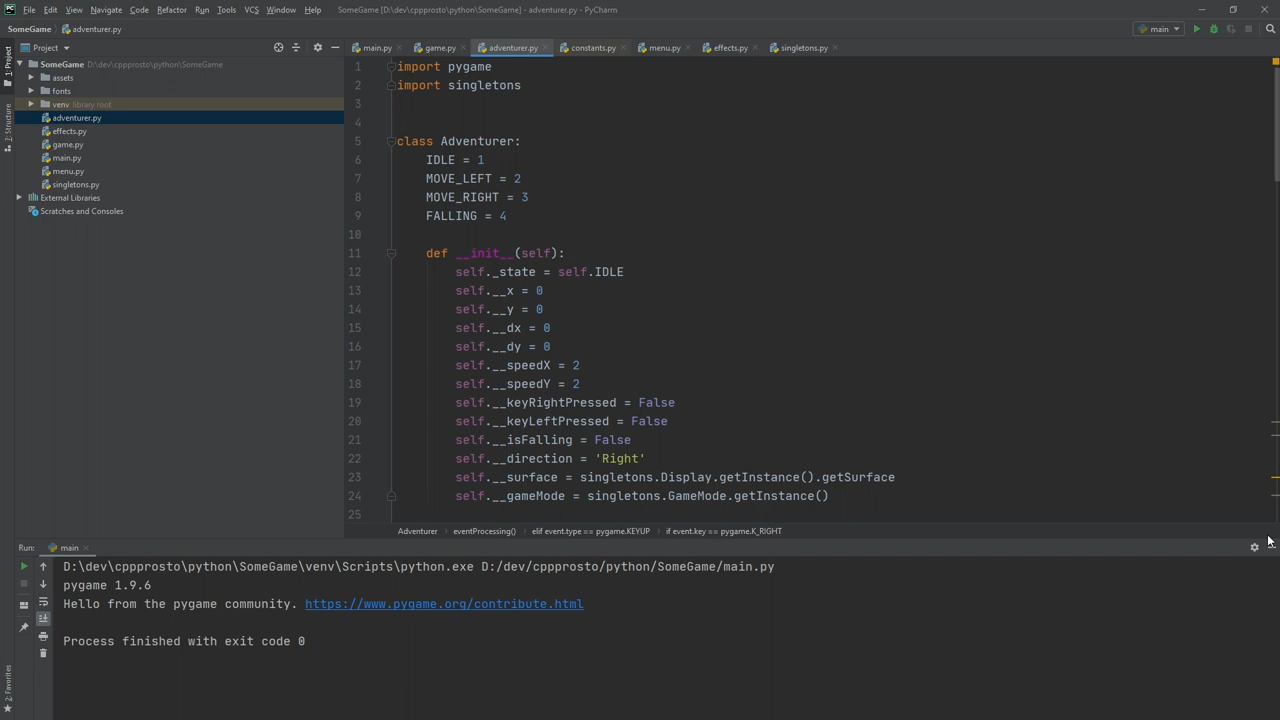 PC File Edit View Navigate Code Refactor Run Tools VCS Window Help SomeGame [D:\dev\cppprosto\python\SomeGame] - adventurer.py - PyCharm
SomeGame adventurer.py main
Project
main.py game.py adventurer.py constants.py menu.py effects.py singletons.py
1: Project
7: Structure
2: Favorites
SomeGame D:\dev\cppprosto\python\SomeGame
assets
fonts
venv library root
adventurer.py
effects.py
game.py
main.py
menu.py
singletons.py
External Libraries
Scratches and Consoles
1 import pygame
2 import singletons
3
4
5 class Adventurer:
6 IDLE = 1
7 MOVE_LEFT = 2
8 MOVE_RIGHT = 3
9 FALLING = 4
10
11 def __init__(self):
12 self._state = self.IDLE
13 self.__x = 0
14 self.__y = 0
15 self.__dx = 0
16 self.__dy = 0
17 self.__speedX = 2
18 self.__speedY = 2
19 self.__keyRightPressed = False
20 self.__keyLeftPressed = False
21 self.__isFalling = False
22 self.__direction = 'Right'
23 self.__surface = singletons.Display.getInstance().getSurface
24 self.__gameMode = singletons.GameMode.getInstance()
25
Adventurer eventProcessing() elif event.type == pygame.KEYUP if event.key == pygame.K_RIGHT
Run: main
D:\dev\cppprosto\python\SomeGame\venv\Scripts\python.exe D:/dev/cppprosto/python/SomeGame/main.py
pygame 1.9.6
Hello from the pygame community. https://www.pygame.org/contribute.html
Process finished with exit code 0